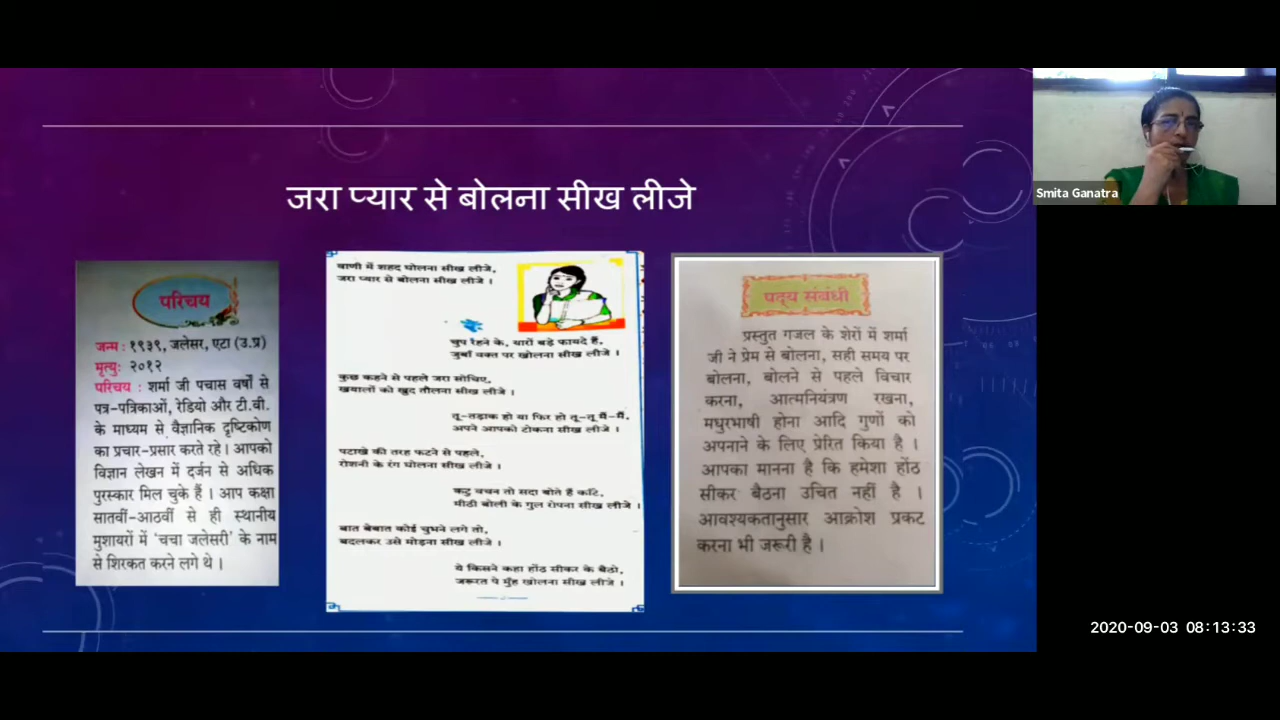 जरा प्यार से बोलना सीख लीजे
परिचय
जन्म : १९३९, जलेसर, एटा (उ.प्र)
मृत्युः २०१२
परिचय : शर्मा जी पचास वर्षों से
पत्र-पत्रिकाओं, रेडियो और टी.वी.
के माध्यम से वैज्ञानिक दृष्टिकोण
का प्रचार-प्रसार करते रहे । आपको
विज्ञान लेखन में दर्जन से अधिक
पुरस्कार मिल चुके हैं । आप कक्षा
सातवीं-आठवीं से ही स्थानीय
मुशायरों में ‘चचा जलेसरी’ के नाम
से शिरकत करने लगे थे ।
वाणी में शहद घोलना सीख लीजे,
जरा प्यार से बोलना सीख लीजे ।
चुप रहने के, यारों बड़े फायदे हैं,
जुबाँ वक्त पर खोलना सीख लीजे ।
कुछ कहने से पहले जरा सोचिए,
खयालों को खुद तौलना सीख लीजे ।
तू-तड़ाक हो या फिर हो तू-तू मैं-मैं,
अपने आपको टोकना सीख लीजे ।
पटाखे की तरह फटने से पहले,
रोशनी के रंग घोलना सीख लीजे ।
कटु वचन तो सदा बोते हैं काँटे,
मीठी बोली के गुल रोपना सीख लीजे ।
बात बेबात कोई चुभने लगे तो,
बदलकर उसे मोड़ना सीख लीजे ।
ये किसने कहा होंठ सीकर के बैठो,
जरूरत पे मुँह खोलना सीख लीजे ।
पद्य संबंधी
प्रस्तुत गजल के शेरों में शर्मा
जी ने प्रेम से बोलना, सही समय पर
बोलना, बोलने से पहले विचार
करना, आत्मनियंत्रण रखना,
मधुरभाषी होना आदि गुणों को
अपनाने के लिए प्रेरित किया है ।
आपका मानना है कि हमेशा होंठ
सीकर बैठना उचित नहीं है ।
आवश्यकतानुसार आक्रोश प्रकट
करना भी जरूरी है ।
Smita Ganatra
2020-09-03 08:13:33